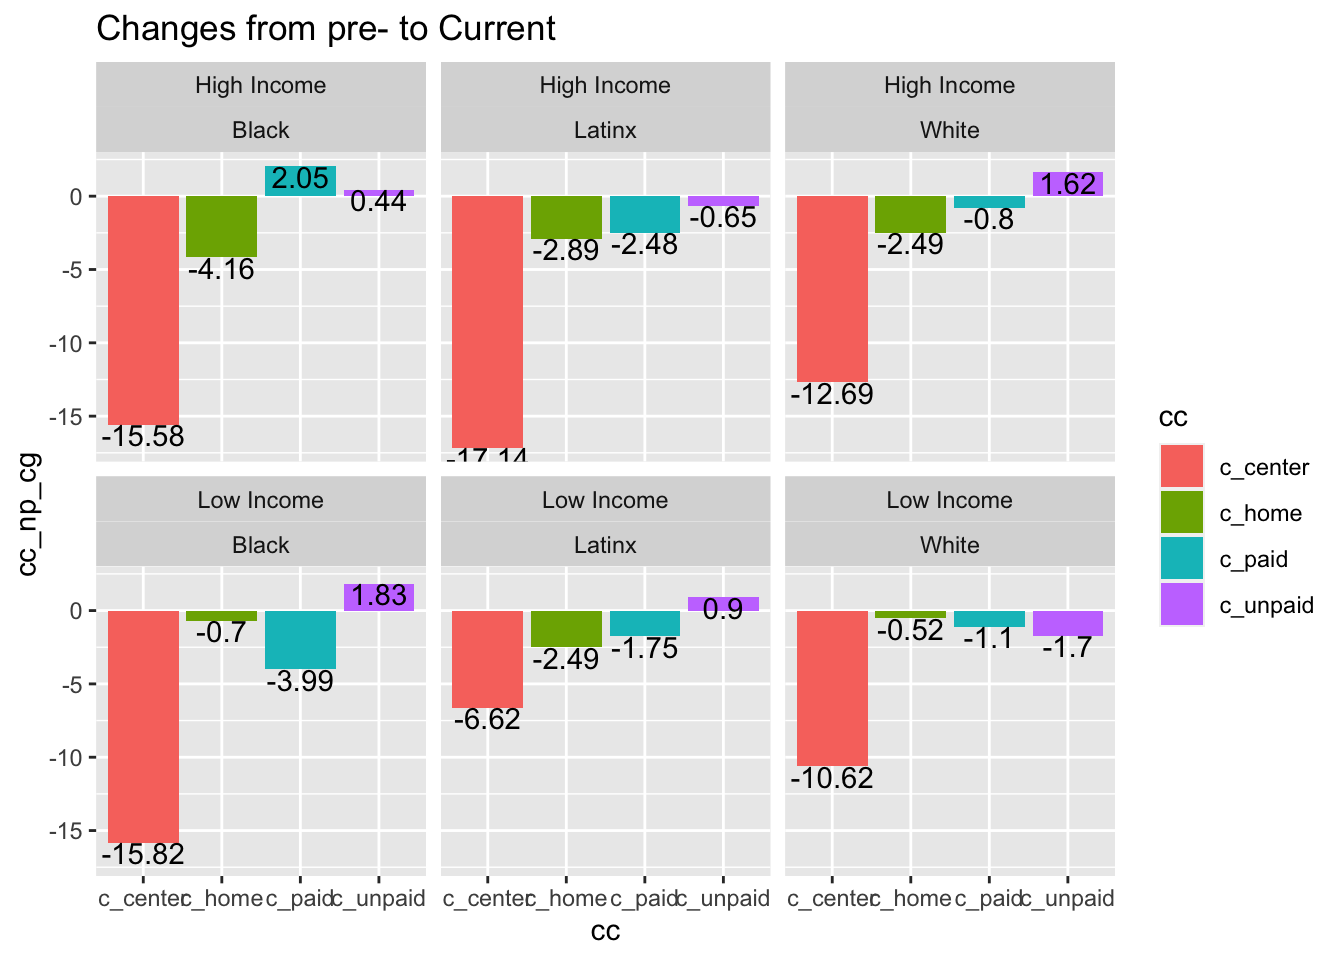 Changes from pre- to Current
High Income
Black
High Income
Latinx
High Income
White
cc_np_cg
0
-5
-10
-15
-15.58
-4.16
2.05
0.44
-17.14
-2.89
-2.48
-0.65
-12.69
-2.49
-0.8
1.62
Low Income
Black
Low Income
Latinx
Low Income
White
0
-5
-10
-15
-15.82
-0.7
-3.99
1.83
-6.62
-2.49
-1.75
0.9
-10.62
-0.52
-1.1
-1.7
c_center c_home c_paid c_unpaid
c_center c_home c_paid c_unpaid
c_center c_home c_paid c_unpaid
cc
cc
c_center
c_home
c_paid
c_unpaid